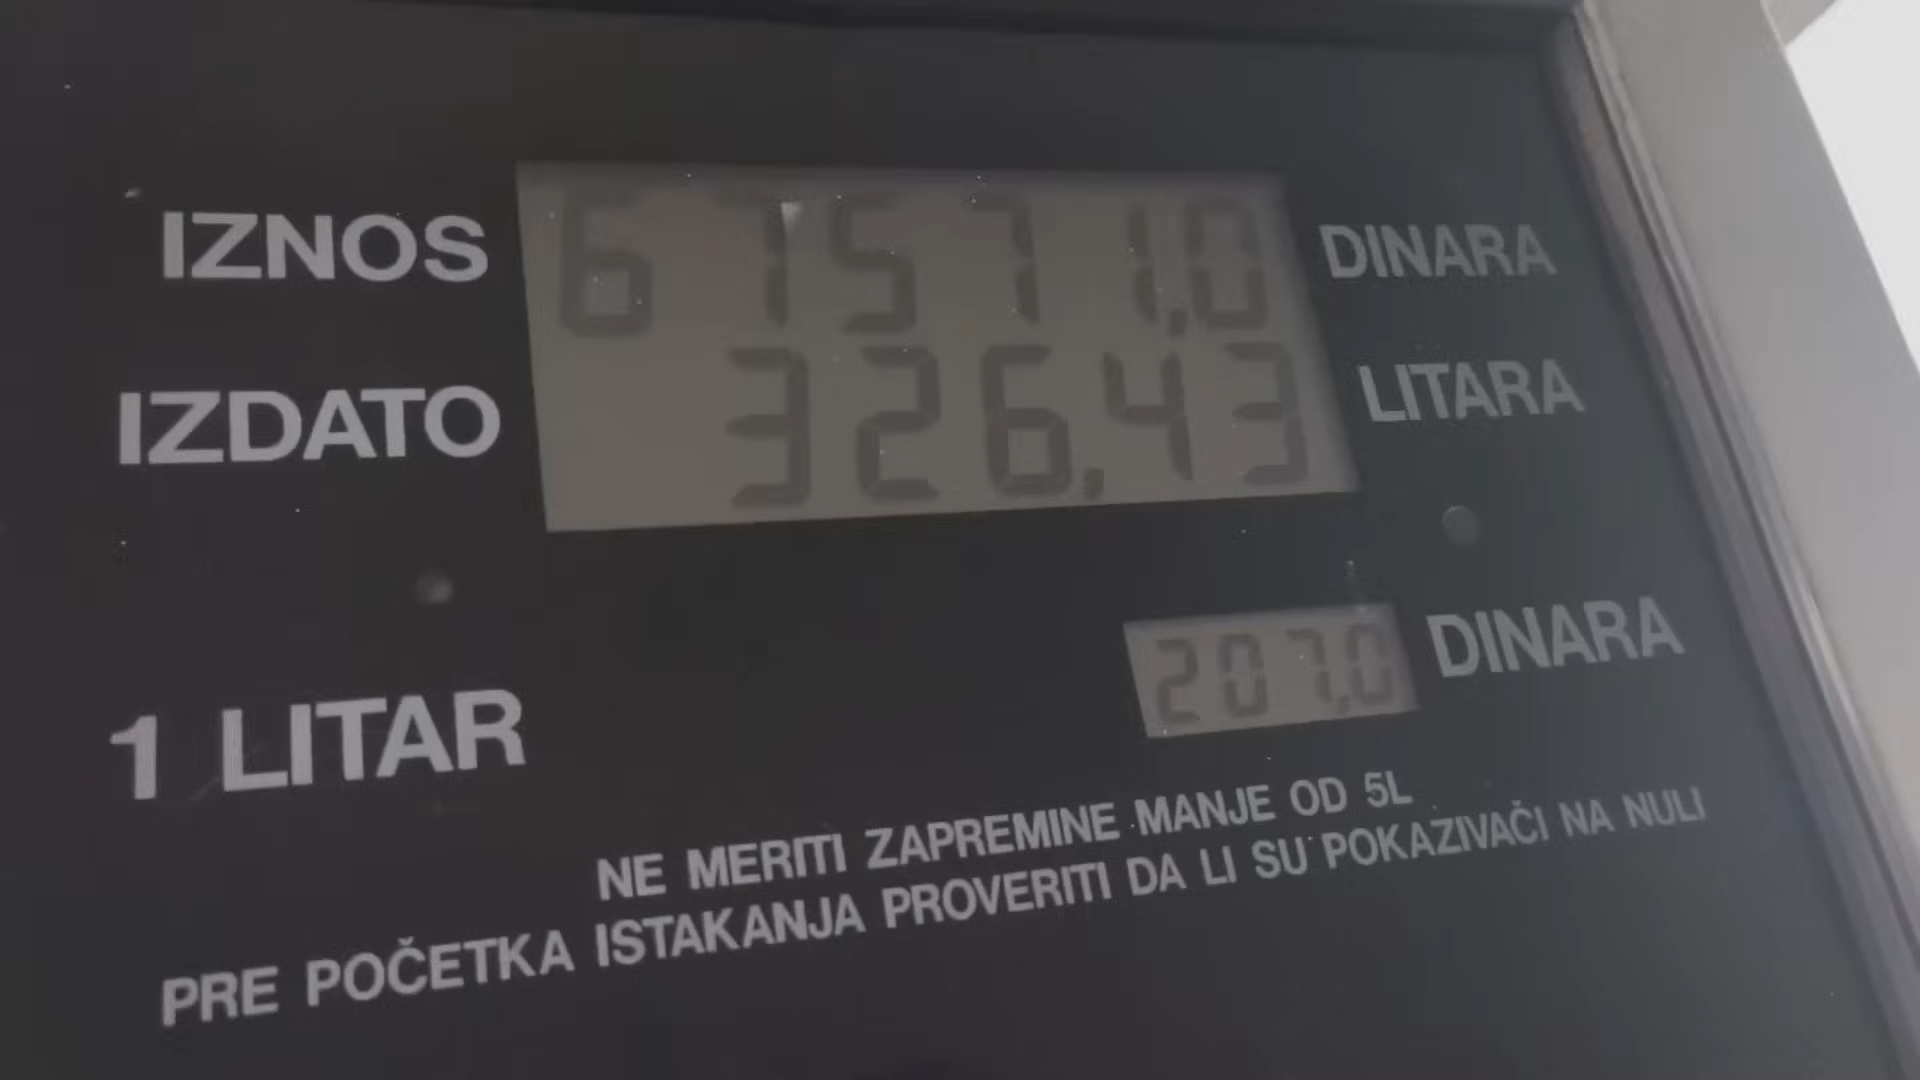 IZNOS 67571,0 DINARA
IZDATO 326,43 LITARA
1 LITAR 207,0 DINARA
NE MERITI ZAPREMINE MANJE OD 5L
PRE POČETKA ISTAKANJA PROVERITI DA LI SU POKAZIVAČI NA NULI